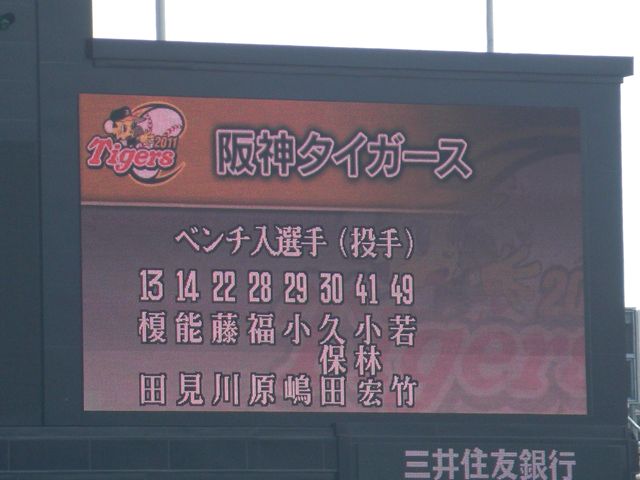 2011
Tigers
阪神タイガース
ベンチ入選手(投手)
13 14 22 28 29 30 41 49
榎田 能見 藤川 福原 小嶋 久保田 小林宏 若竹
三井住友銀行